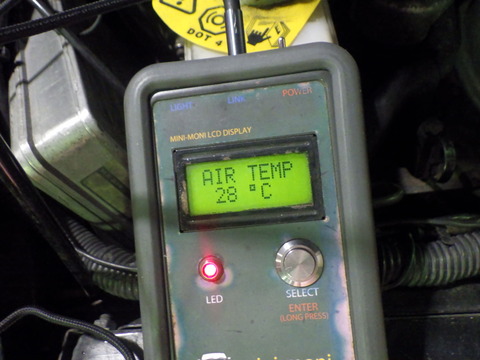 DOT 4
LIGHT LINK POWER
MINI-MONI LCD DISPLAY
AIR TEMP
28 °C
LED
SELECT
ENTER
(LONG PRESS)